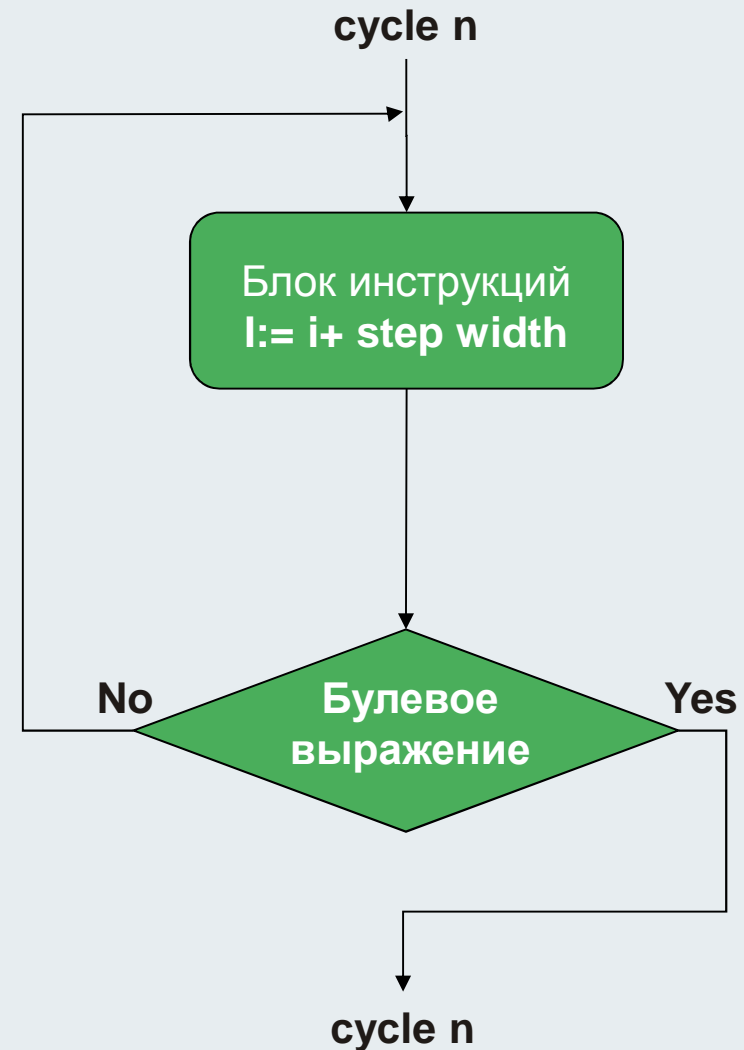 cycle n
Блок инструкций
I:= i+ step width
No
Булевое
Yes
выражение
cycle n